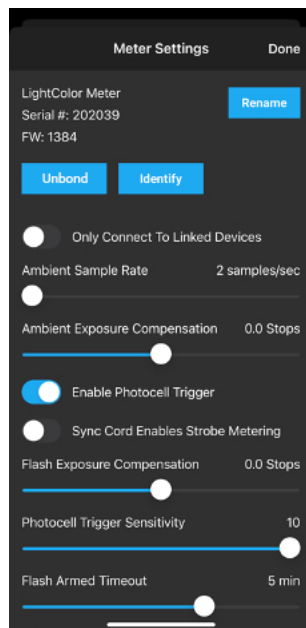 Meter Settings Done
LightColor Meter
Rename
Serial #: 202039
FW: 1384
Unbond Identify
Only Connect To Linked Devices
Ambient Sample Rate 2 samples/sec
Ambient Exposure Compensation 0.0 Stops
Enable Photocell Trigger
Sync Cord Enables Strobe Metering
Flash Exposure Compensation 0.0 Stops
Photocell Trigger Sensitivity 10
Flash Armed Timeout 5 min